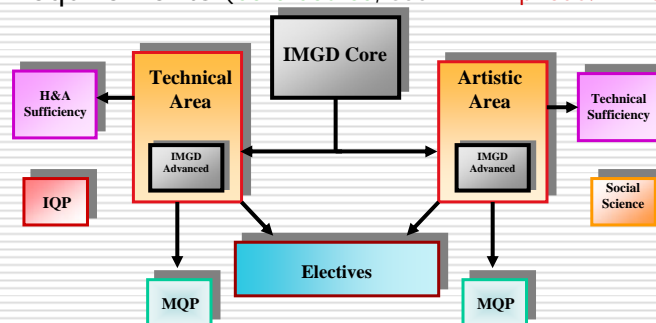 IMGD Core
Technical
Area
Artistic
Area
H&A
Sufficiency
Technical
Sufficiency
IMGD
Advanced
IMGD
Advanced
IQP
Social
Science
Electives
MQP
MQP